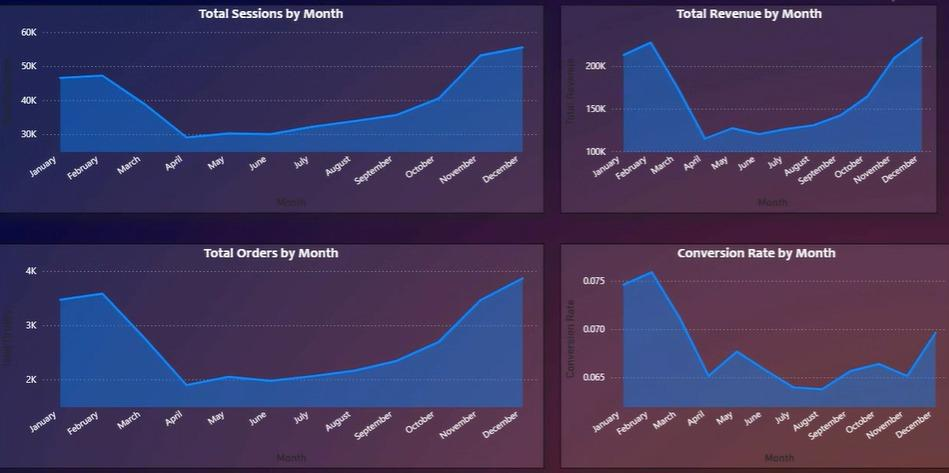 Total Sessions by Month
60K
50K
40K
30K
January February March April May June July August September October November December
Month
Total Revenue by Month
200K
150K
100K
January February March April May June July August September October November December
Total Revenue
Month
Total Orders by Month
4K
3K
2K
January February March April May June July August September October November December
Month
Conversion Rate by Month
0.075
0.070
0.065
January February March April May June July August September October November December
Conversion Rate
Month